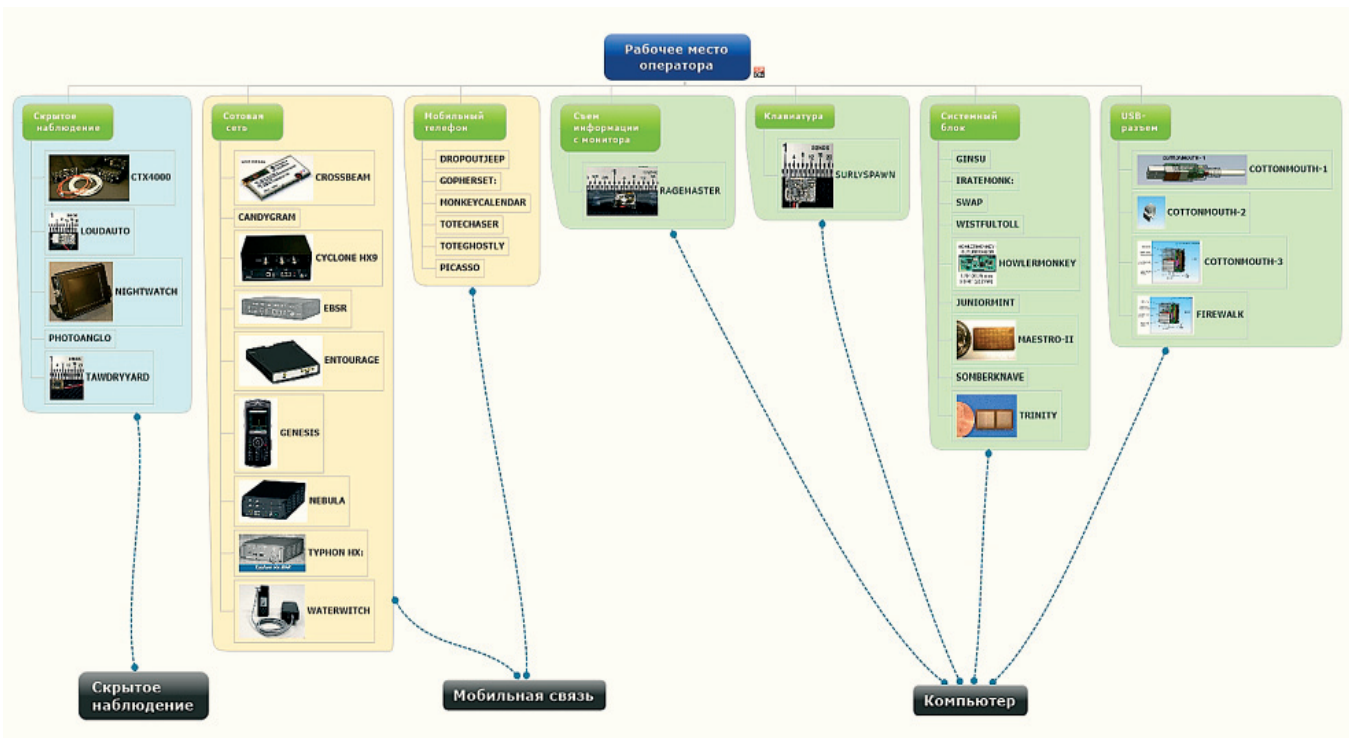 Рабочее место
оператора
Скрытое
наблюдение
CTX4000
LOUDAUTO
NIGHTWATCH
PHOTOANGLO
TAWDRYYARD
Сотовая
сеть
CROSSBEAM
CANDYGRAM
CYCLONE HX9
EBSR
ENTOURAGE
GENESIS
NEBULA
TYPHON HX:
WATERWITCH
Мобильный
телефон
DROPOUTJEEP
GOPHERSET:
MONKEYCALENDAR
TOTECHASER
TOTEGHOSTLY
PICASSO
Съем
информации
с монитора
RAGEMASTER
Клавиатура
SURLYSPAWN
Системный
блок
GINSU
IRATEMONK:
SWAP
WISTFULTOLL
HOWLERMONKEY
JUNIORMINT
MAESTRO-II
SOMBERKNAVE
TRINITY
USB-
разъем
COTTONMOUTH-1
COTTONMOUTH-1
COTTONMOUTH-2
COTTONMOUTH-3
FIREWALK
Скрытое
наблюдение
Мобильная связь
Компьютер